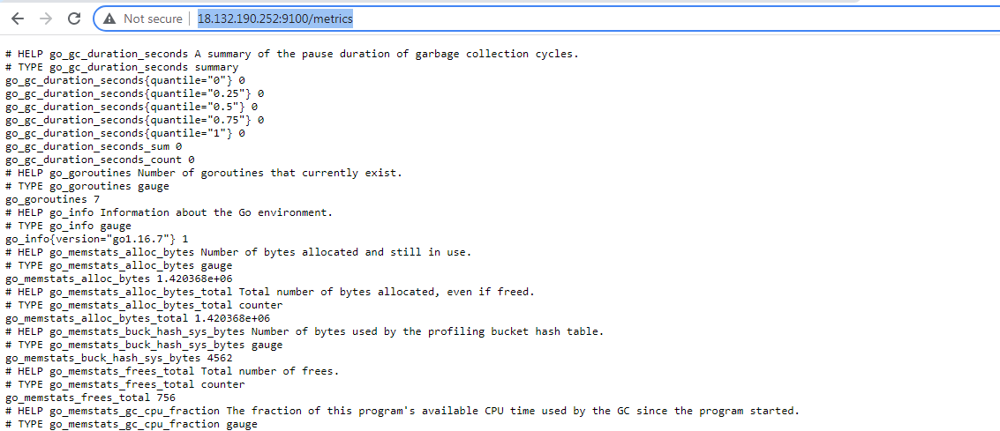 Not secure 18.132.190.252:9100/metrics
# HELP go_gc_duration_seconds A summary of the pause duration of garbage collection cycles.
# TYPE go_gc_duration_seconds summary
go_gc_duration_seconds{quantile="0"} 0
go_gc_duration_seconds{quantile="0.25"} 0
go_gc_duration_seconds{quantile="0.5"} 0
go_gc_duration_seconds{quantile="0.75"} 0
go_gc_duration_seconds{quantile="1"} 0
go_gc_duration_seconds_sum 0
go_gc_duration_seconds_count 0
# HELP go_goroutines Number of goroutines that currently exist.
# TYPE go_goroutines gauge
go_goroutines 7
# HELP go_info Information about the Go environment.
# TYPE go_info gauge
go_info{version="go1.16.7"} 1
# HELP go_memstats_alloc_bytes Number of bytes allocated and still in use.
# TYPE go_memstats_alloc_bytes gauge
go_memstats_alloc_bytes 1.420368e+06
# HELP go_memstats_alloc_bytes_total Total number of bytes allocated, even if freed.
# TYPE go_memstats_alloc_bytes_total counter
go_memstats_alloc_bytes_total 1.420368e+06
# HELP go_memstats_buck_hash_sys_bytes Number of bytes used by the profiling bucket hash table.
# TYPE go_memstats_buck_hash_sys_bytes gauge
go_memstats_buck_hash_sys_bytes 4562
# HELP go_memstats_frees_total Total number of frees.
# TYPE go_memstats_frees_total counter
go_memstats_frees_total 756
# HELP go_memstats_gc_cpu_fraction The fraction of this program's available CPU time used by the GC since the program started.
# TYPE go_memstats_gc_cpu_fraction gauge